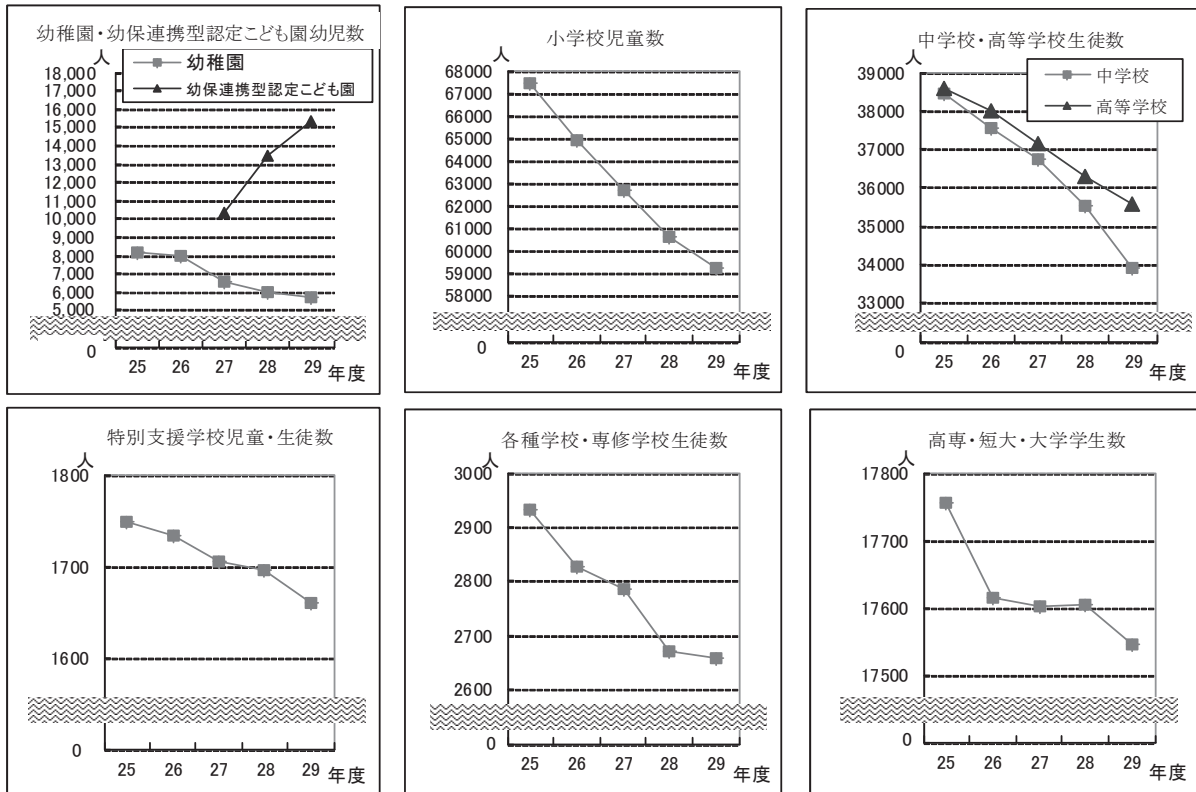 幼稚園・幼保連携型認定こども園幼児数
人
幼稚園
幼保連携型認定こども園
18,000
17,000
16,000
15,000
14,000
13,000
12,000
11,000
10,000
9,000
8,000
7,000
6,000
5,000
0
25 26 27 28 29 年度
小学校児童数
人
68000
67000
66000
65000
64000
63000
62000
61000
60000
59000
58000
0
25 26 27 28 29 年度
中学校・高等学校生徒数
人
中学校
高等学校
39000
38000
37000
36000
35000
34000
33000
0
25 26 27 28 29 年度
特別支援学校児童・生徒数
人
1800
1700
1600
0
25 26 27 28 29 年度
各種学校・専修学校生徒数
人
3000
2900
2800
2700
2600
0
25 26 27 28 29 年度
高専・短大・大学学生数
人
17800
17700
17600
17500
0
25 26 27 28 29 年度